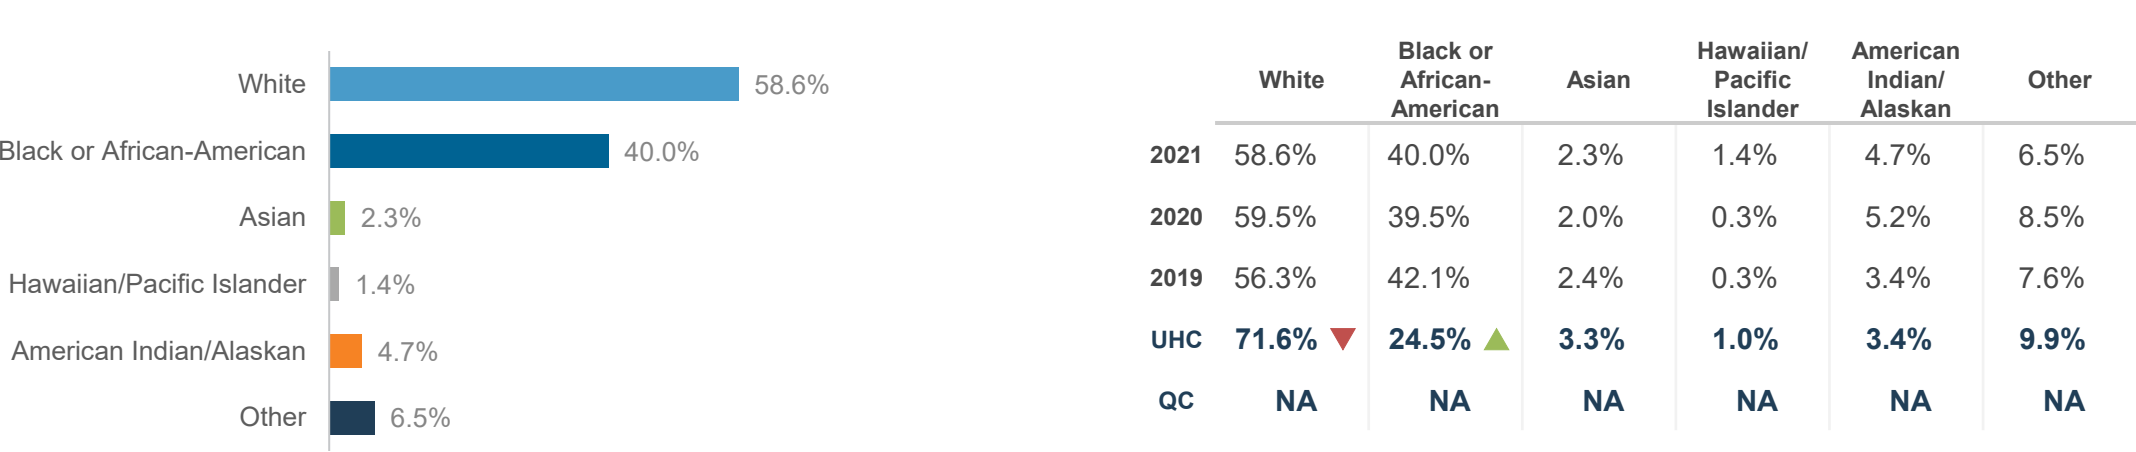 White 58.6%
Black or African-American 40.0%
Asian 2.3%
Hawaiian/Pacific Islander 1.4%
American Indian/Alaskan 4.7%
Other 6.5%
White
Black or
African-
American
Asian
Hawaiian/
Pacific
Islander
American
Indian/
Alaskan
Other
2021 58.6% 40.0% 2.3% 1.4% 4.7% 6.5%
2020 59.5% 39.5% 2.0% 0.3% 5.2% 8.5%
2019 56.3% 42.1% 2.4% 0.3% 3.4% 7.6%
UHC 71.6% 24.5% 3.3% 1.0% 3.4% 9.9%
QC NA NA NA NA NA NA